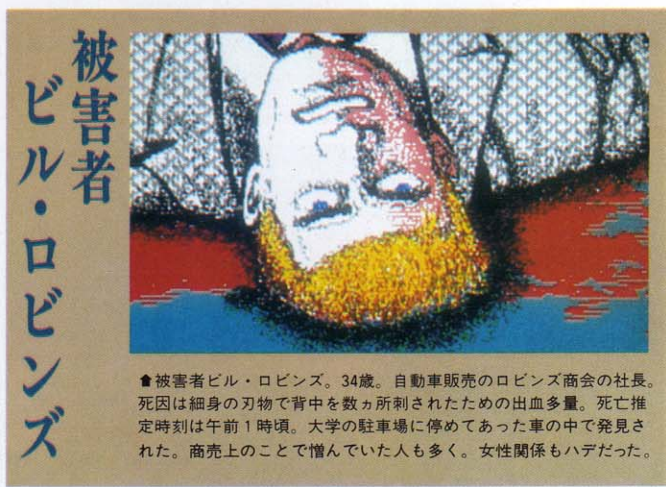 被害者
ビル・ロビンズ
⬆被害者ビル・ロビンズ。34歳。自動車販売のロビンズ商会の社長。
死因は細身の刃物で背中を数ヵ所刺されたための出血多量。死亡推
定時刻は午前1時頃。大学の駐車場に停めてあった車の中で発見さ
れた。商売上のことで憎んでいた人も多く。女性関係もハデだった。